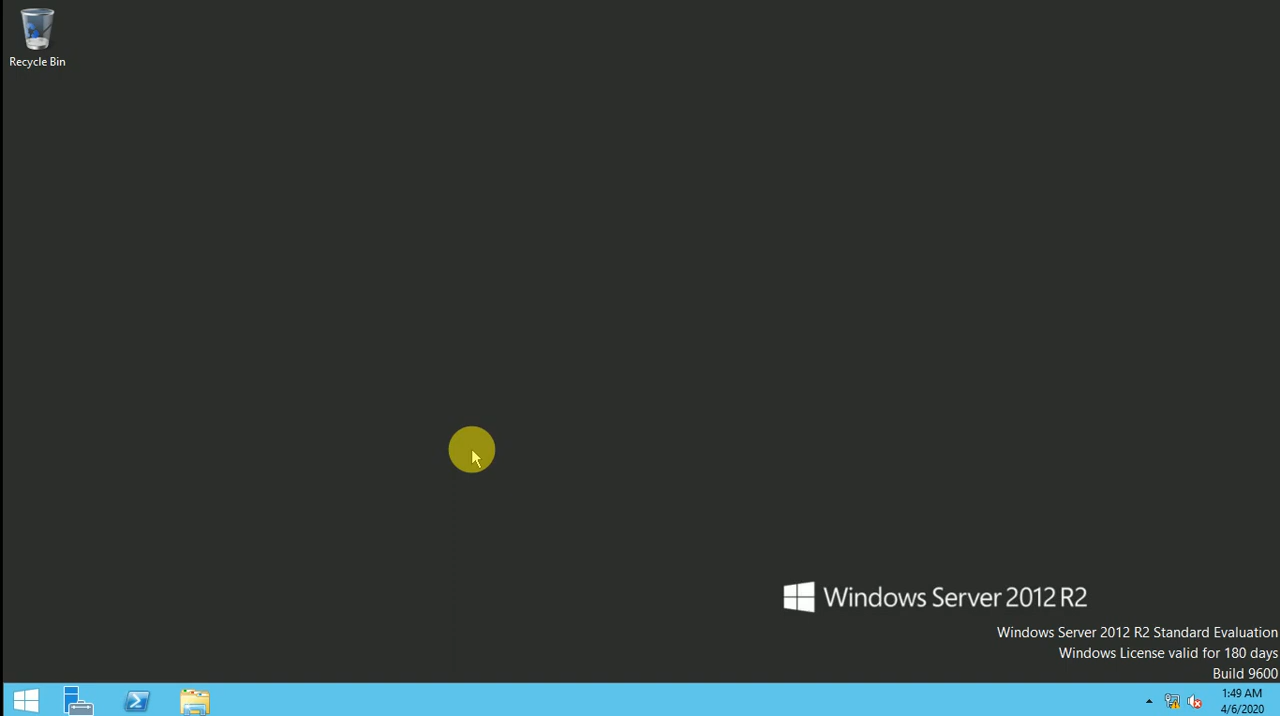 Recycle Bin
Windows Server 2012 R2
Windows Server 2012 R2 Standard Evaluation
Windows License valid for 180 days
Build 9600
1:49 AM
4/6/2020